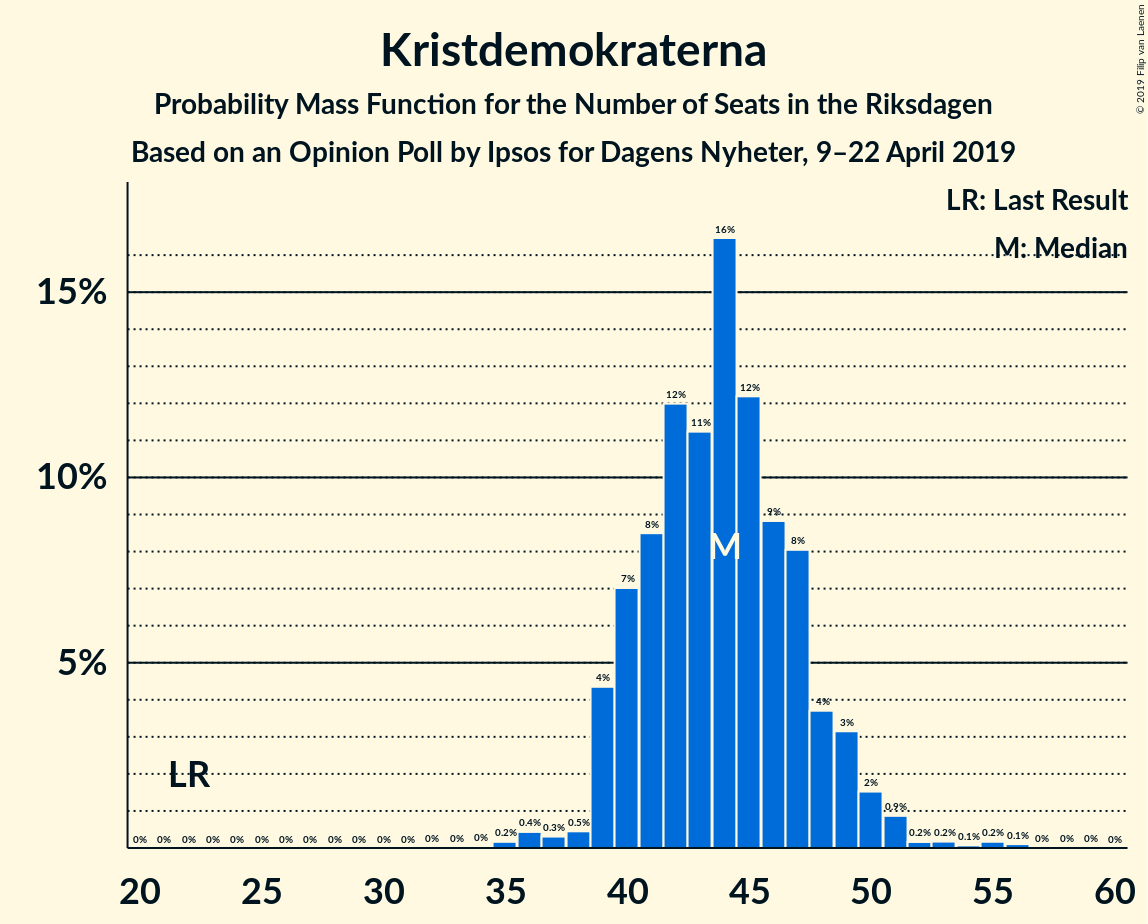 Kristdemokraterna
Probability Mass Function for the Number of Seats in the Riksdagen
Based on an Opinion Poll by Ipsos for Dagens Nyheter, 9–22 April 2019
© 2019 Filip van Laenen
LR: Last Result
M: Median
15%
10%
5%
LR
M
0% 0% 0% 0% 0% 0% 0% 0% 0% 0% 0% 0% 0% 0% 0% 0.2% 0.4% 0.3% 0.5% 4% 7% 8% 12% 11% 16% 12% 9% 8% 4% 3% 2% 0.9% 0.2% 0.2% 0.1% 0.2% 0.1% 0% 0% 0% 0%
20 25 30 35 40 45 50 55 60